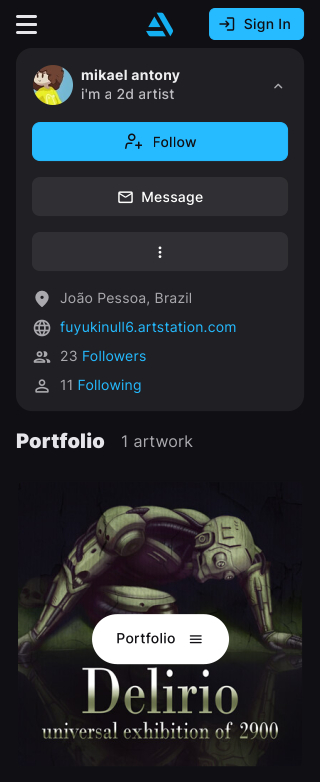 Sign In
mikael antony
i'm a 2d artist
Follow
Message
João Pessoa, Brazil
fuyukinull6.artstation.com
23 Followers
11 Following
Portfolio 1 artwork
Portfolio
Delirio
universal exhibition of 2900